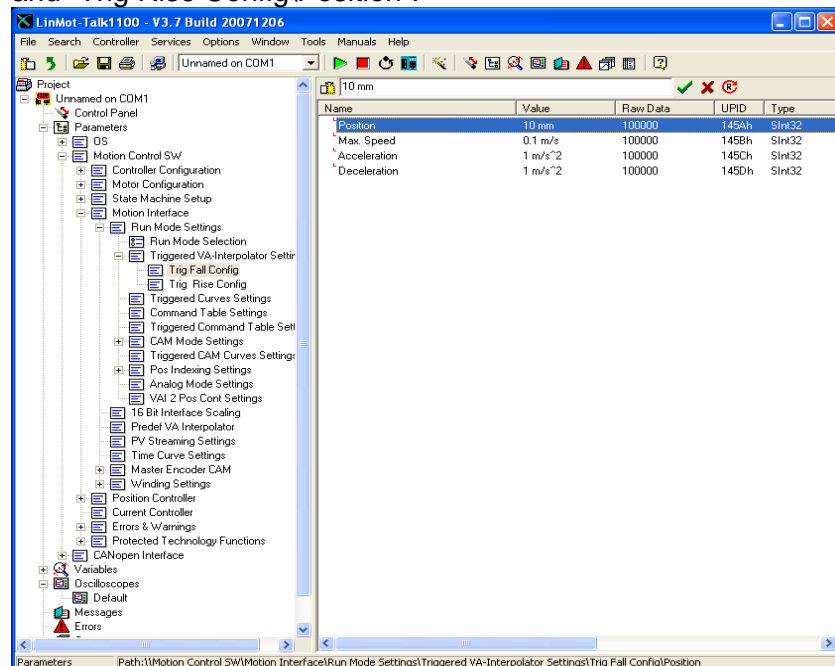 and "Trig Rise Config\Position".
LinMot-Talk1100 - V3.7 Build 20071206
File Search Controller Services Options Window Tools Manuals Help
Unnamed on COM1
Project
Unnamed on COM1
Control Panel
Parameters
OS
Motion Control SW
Controller Configuration
Motor Configuration
State Machine Setup
Motion Interface
Run Mode Settings
Run Mode Selection
Triggered VA-Interpolator Settir
Trig Fall Config
Trig Rise Config
Triggered Curves Settings
Command Table Settings
Triggered Command Table Sett
CAM Mode Settings
Triggered CAM Curves Settings
Pos Indexing Settings
Analog Mode Settings
VAI 2 Pos Cont Settings
16 Bit Interface Scaling
Predef VA Interpolator
PV Streaming Settings
Time Curve Settings
Master Encoder CAM
Winding Settings
Position Controller
Current Controller
Errors & Warnings
Protected Technology Functions
CANopen Interface
Variables
Oscilloscopes
Default
Messages
Errors
10 mm
Name Value Raw Data UPID Type
Position 10 mm 100000 145Ah SInt32
Max. Speed 0.1 m/s 100000 145Bh SInt32
Acceleration 1 m/s^2 100000 145Ch SInt32
Deceleration 1 m/s^2 100000 145Dh SInt32
Parameters Path:\\Motion Control SW\Motion Interface\Run Mode Settings\Triggered VA-Interpolator Settings\Trig Fall Config\Position